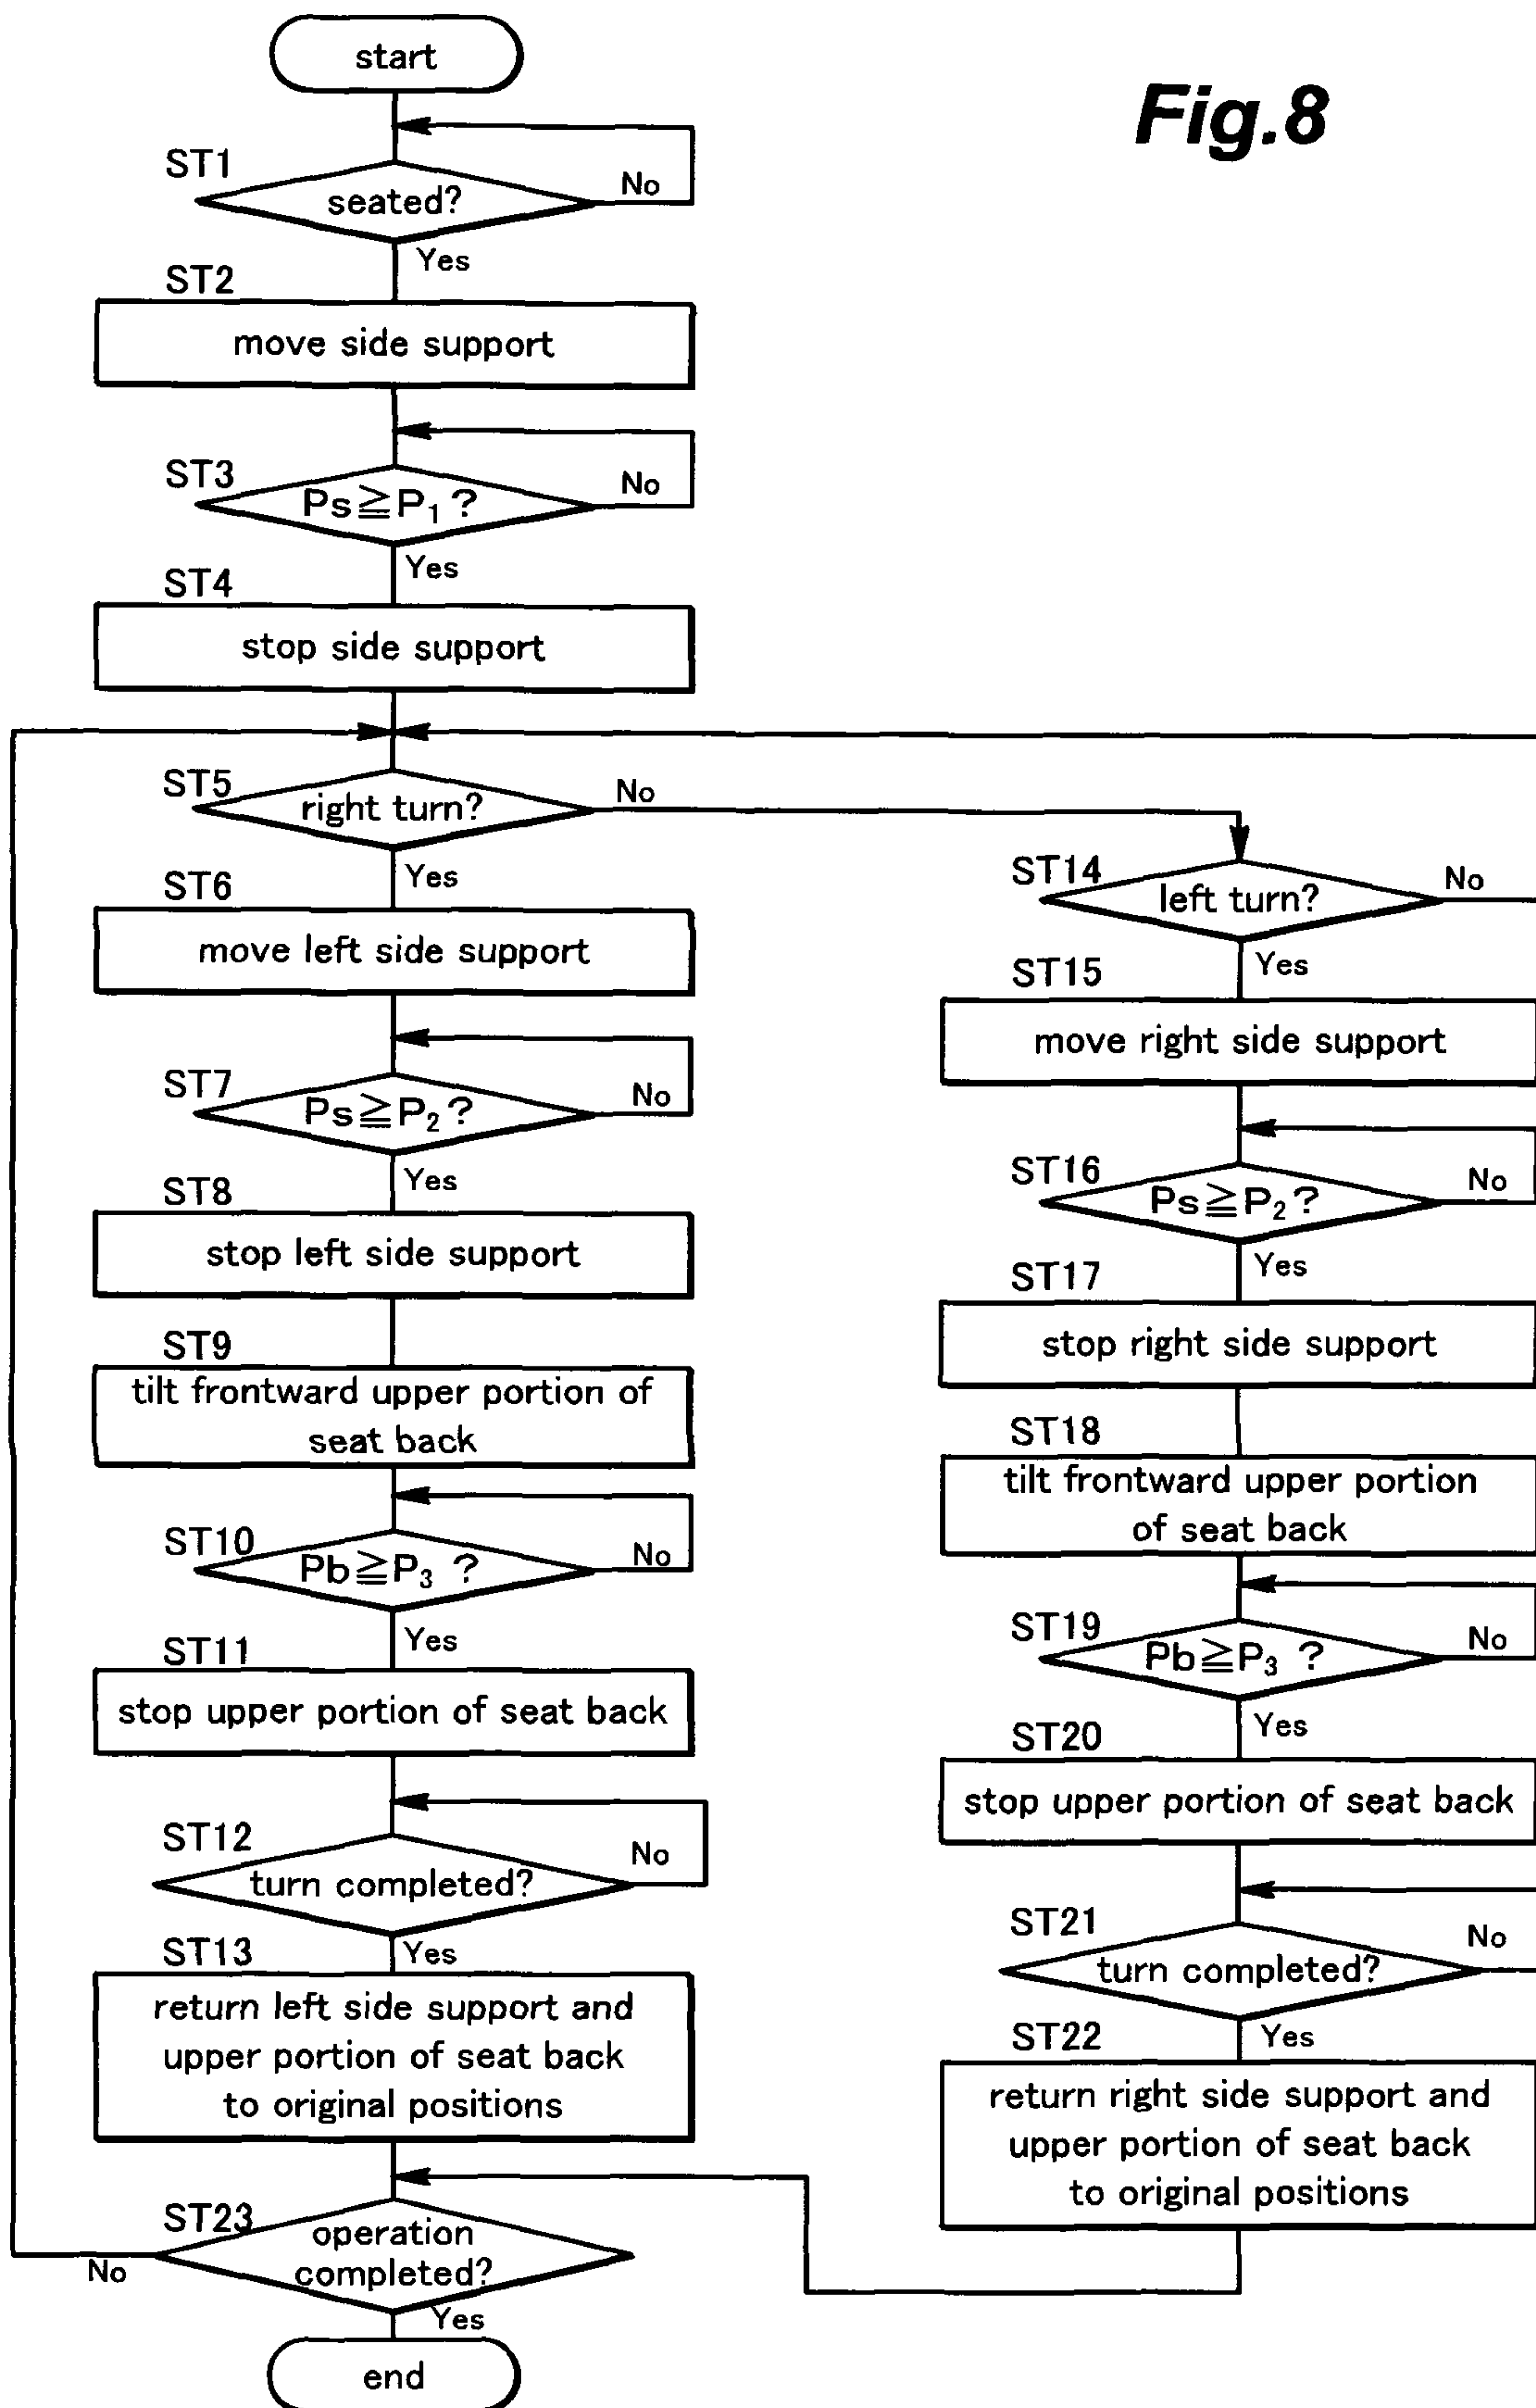 Fig.8
start
ST1
seated?
No
Yes
ST2
move side support
ST3
Ps≧P₁?
No
Yes
ST4
stop side support
ST5
right turn?
No
Yes
ST6
move left side support
ST7
Ps≧P₂?
No
Yes
ST8
stop left side support
ST9
tilt frontward upper portion of
seat back
ST10
Pb≧P₃ ?
No
Yes
ST11
stop upper portion of seat back
ST12
turn completed?
No
Yes
ST13
return left side support and
upper portion of seat back
to original positions
ST14
left turn?
No
Yes
ST15
move right side support
ST16
Ps≧P₂?
No
Yes
ST17
stop right side support
ST18
tilt frontward upper portion
of seat back
ST19
Pb≧P₃ ?
No
Yes
ST20
stop upper portion of seat back
ST21
turn completed?
No
Yes
ST22
return right side support and
upper portion of seat back
to original positions
ST23
operation
completed?
No
Yes
end